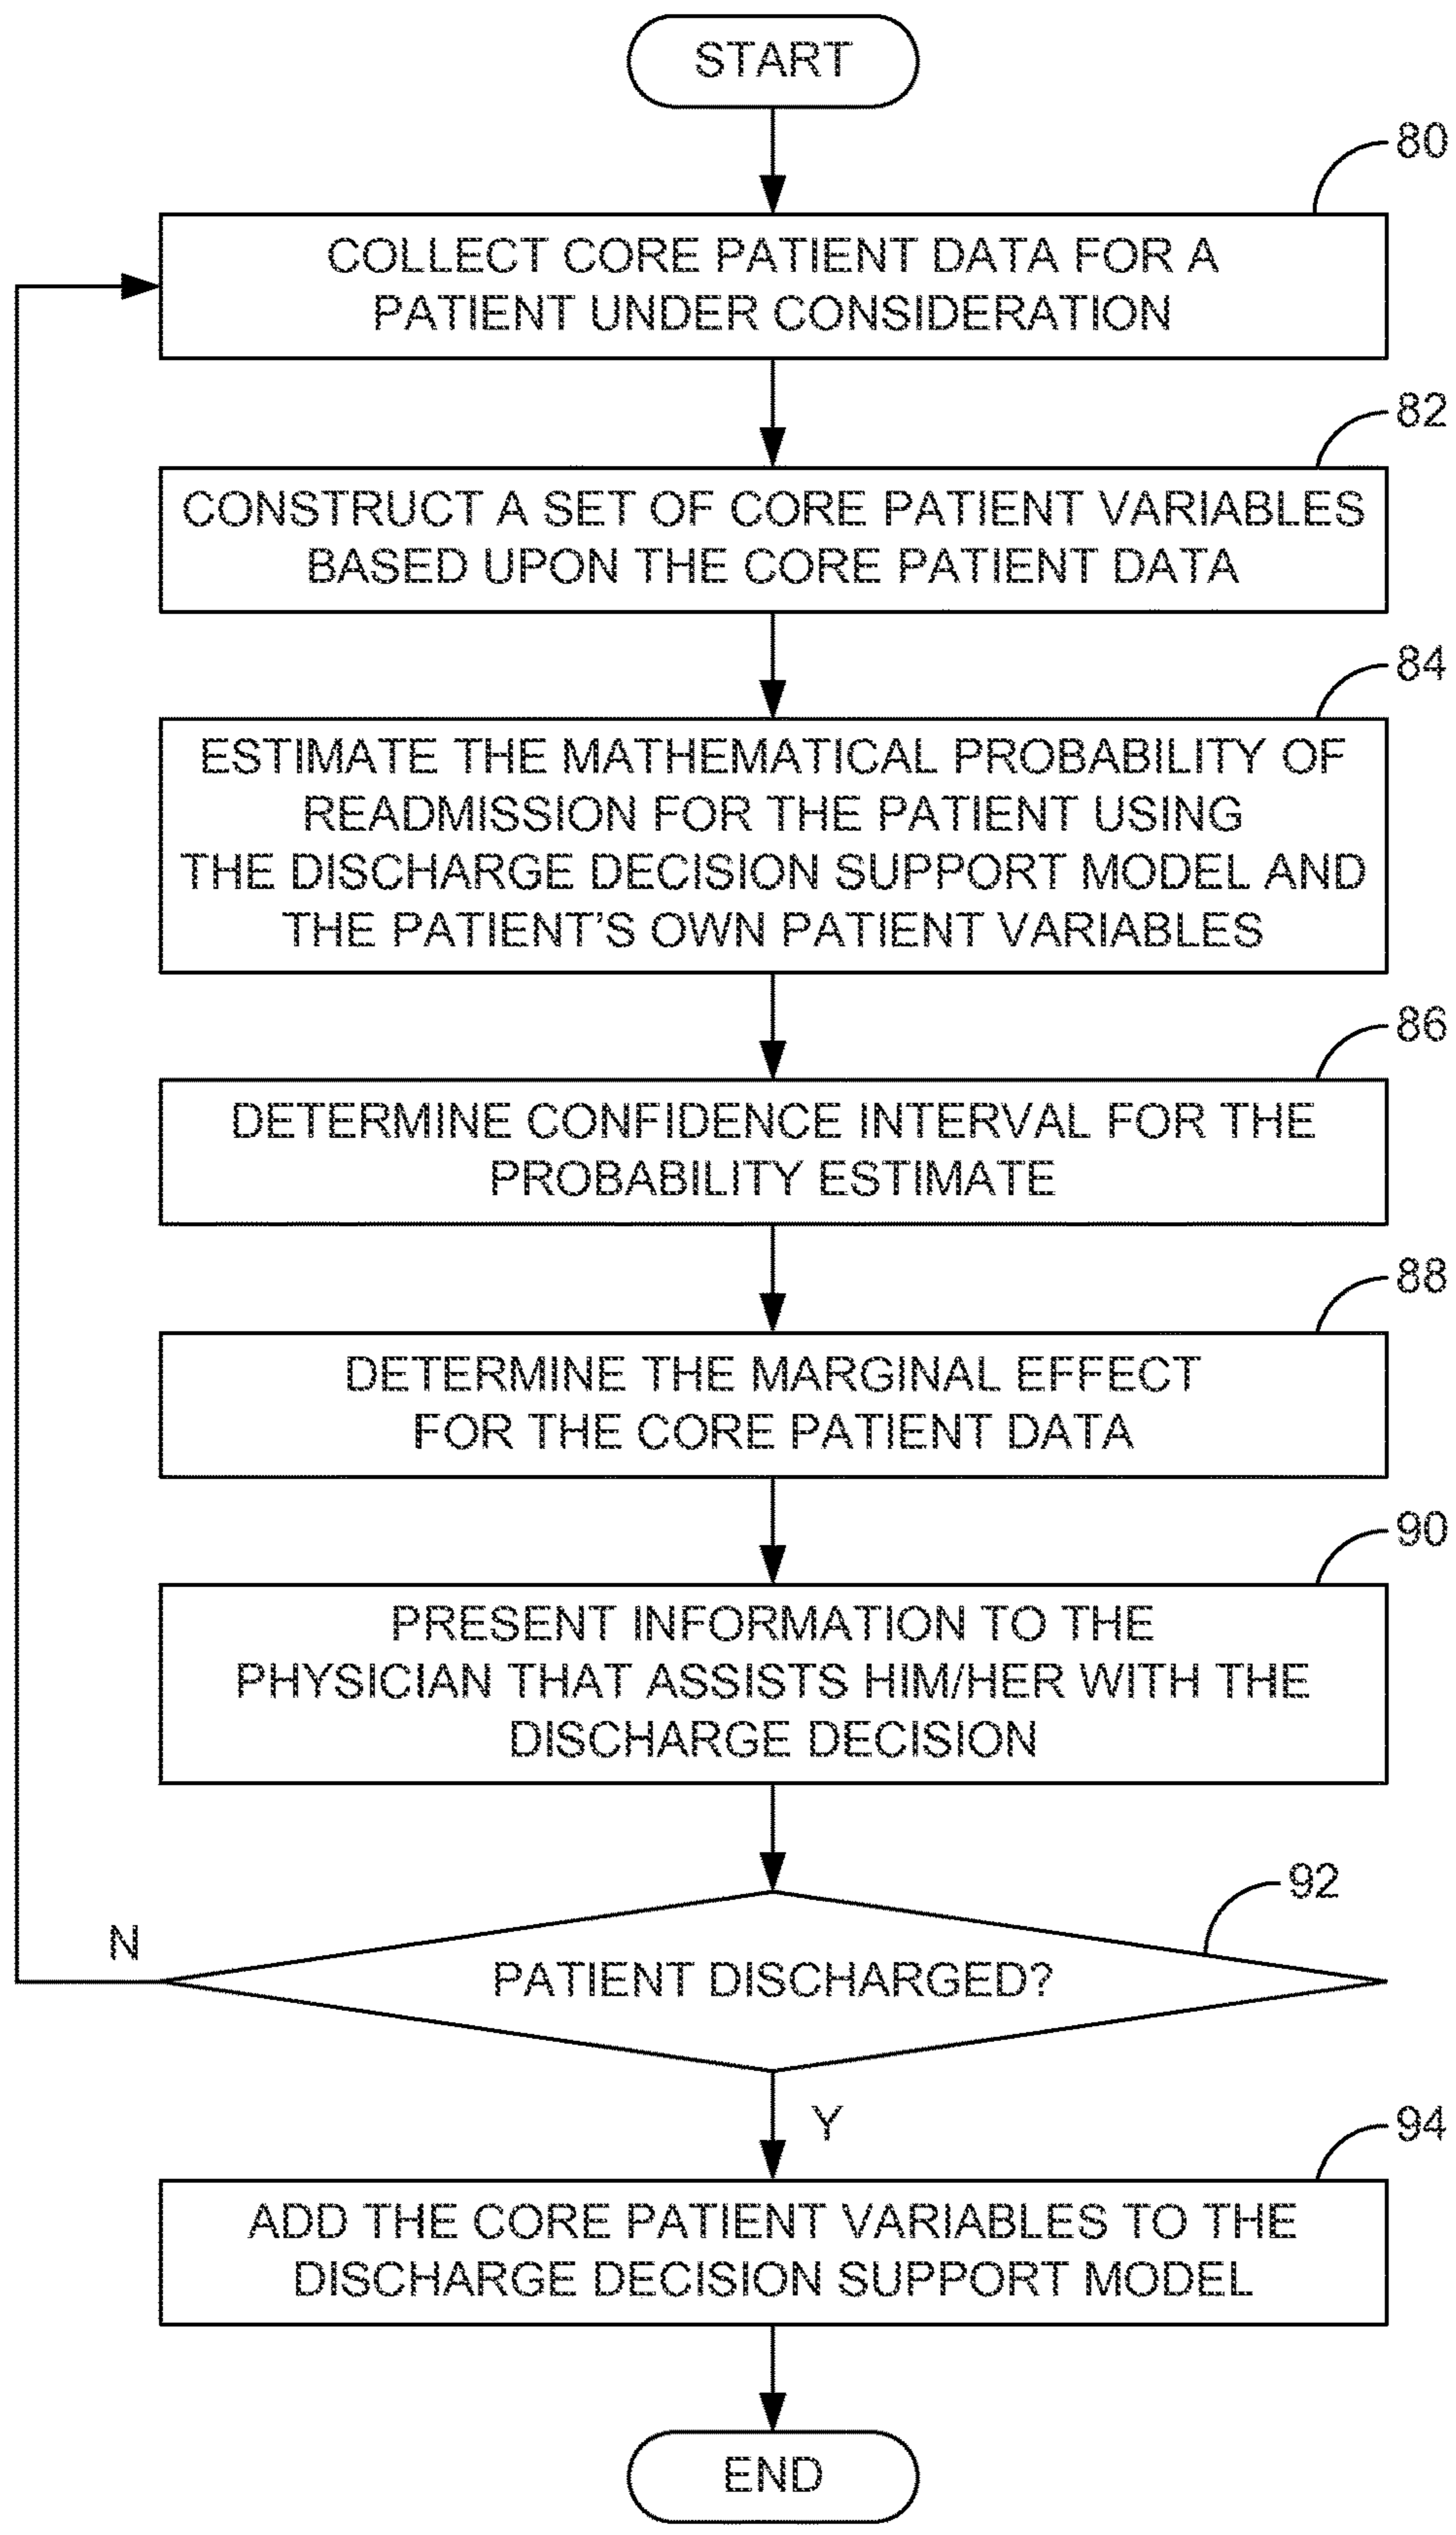 START
80
COLLECT CORE PATIENT DATA FOR A
PATIENT UNDER CONSIDERATION
82
CONSTRUCT A SET OF CORE PATIENT VARIABLES
BASED UPON THE CORE PATIENT DATA
84
ESTIMATE THE MATHEMATICAL PROBABILITY OF
READMISSION FOR THE PATIENT USING
THE DISCHARGE DECISION SUPPORT MODEL AND
THE PATIENT'S OWN PATIENT VARIABLES
86
DETERMINE CONFIDENCE INTERVAL FOR THE
PROBABILITY ESTIMATE
88
DETERMINE THE MARGINAL EFFECT
FOR THE CORE PATIENT DATA
90
PRESENT INFORMATION TO THE
PHYSICIAN THAT ASSISTS HIM/HER WITH THE
DISCHARGE DECISION
92
N
PATIENT DISCHARGED?
Y
94
ADD THE CORE PATIENT VARIABLES TO THE
DISCHARGE DECISION SUPPORT MODEL
END